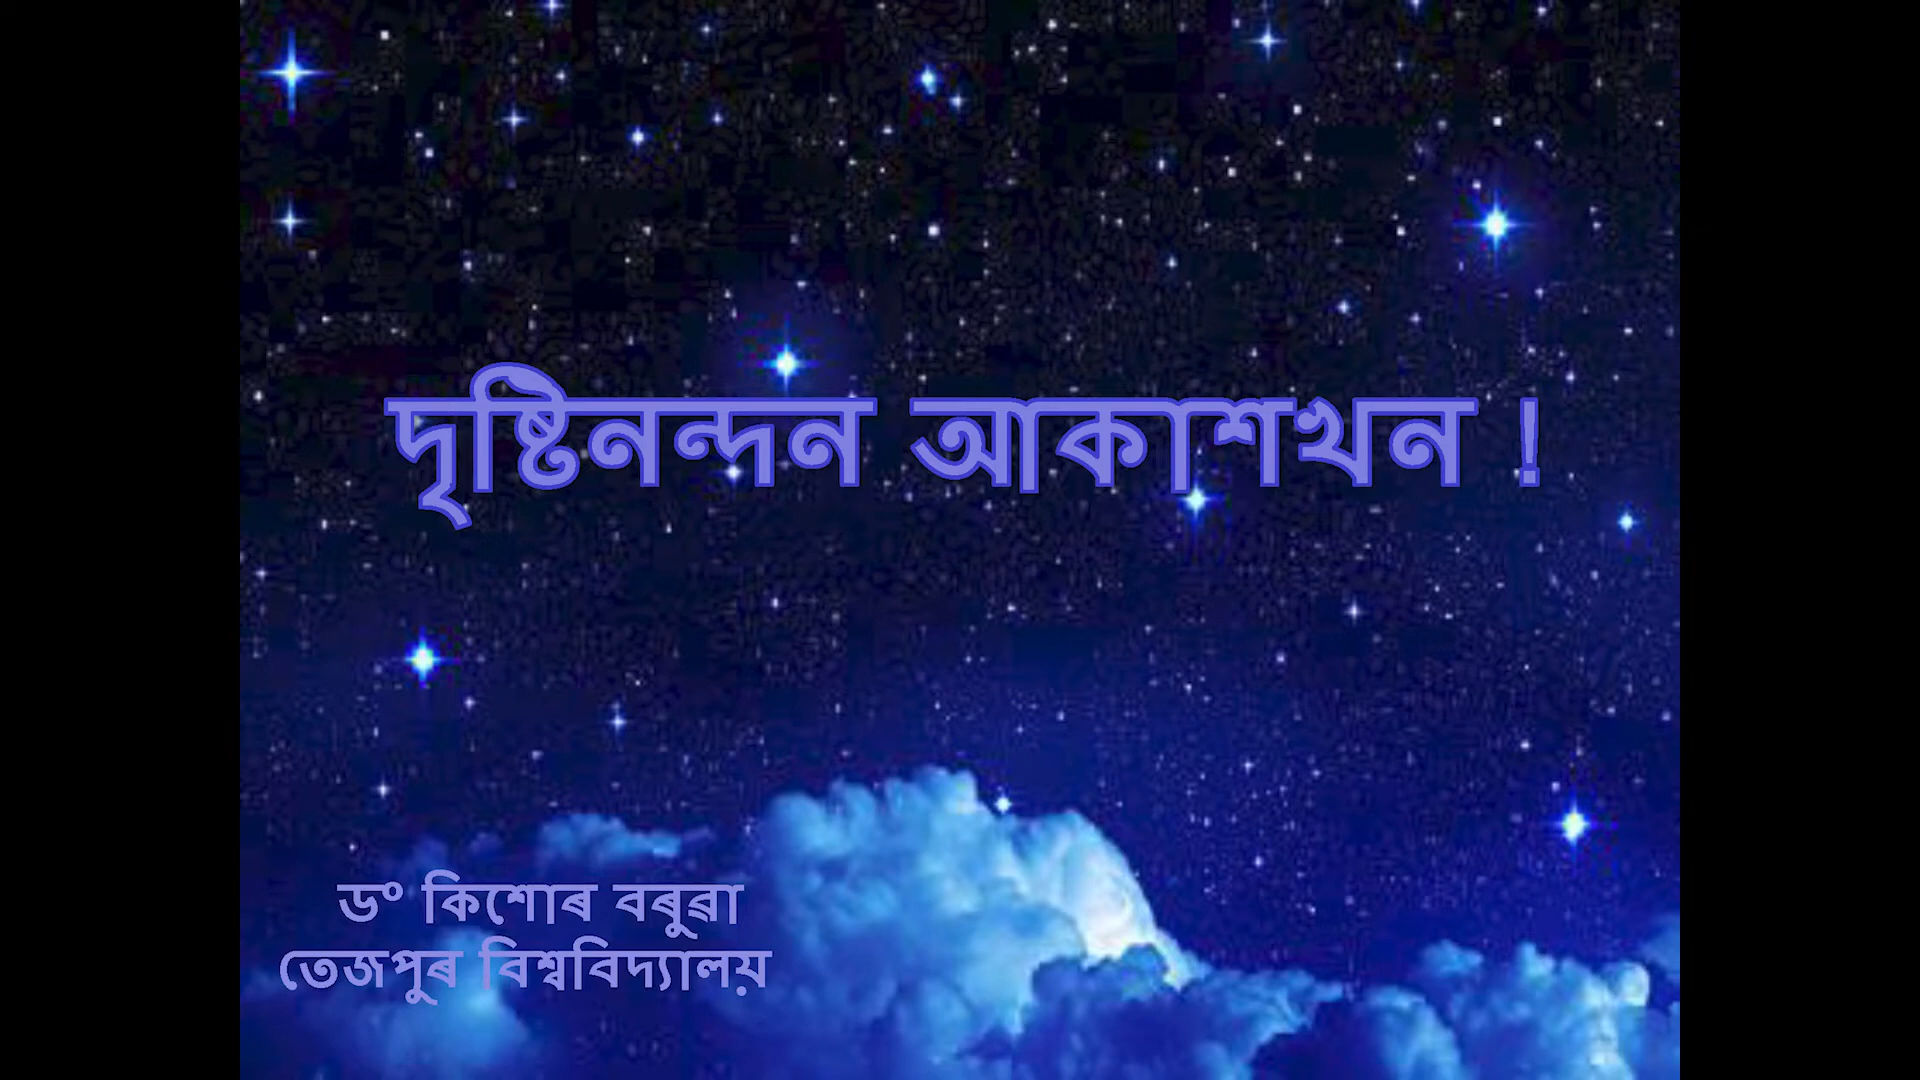 দৃষ্টিনন্দন আকাশখন !
ড° কিশোৰ বৰুৱা
তেজপুৰ বিশ্ববিদ্যালয়